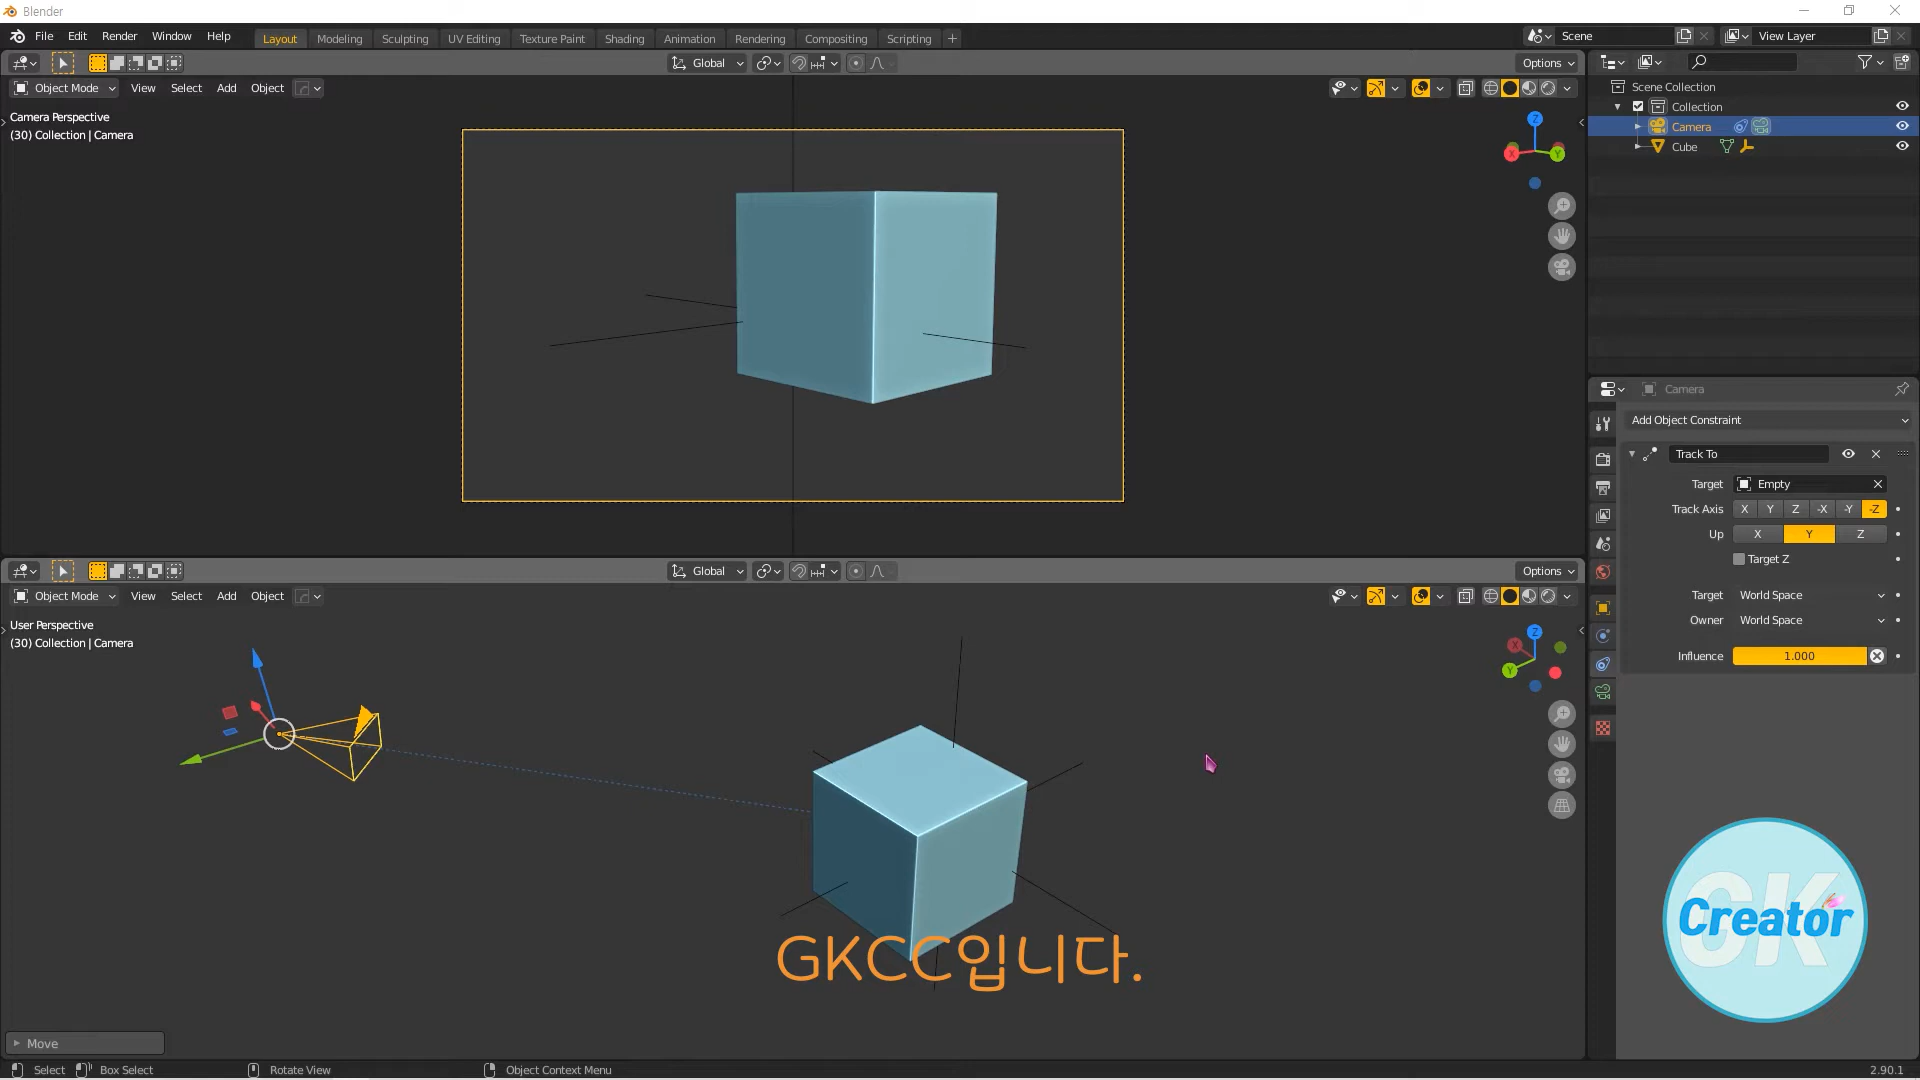 Blender
File Edit Render Window Help Layout Modeling Sculpting UV Editing Texture Paint Shading Animation Rendering Compositing Scripting + Scene View Layer
Global Options
Object Mode View Select Add Object
Camera Perspective
(30) Collection | Camera
Z
X Y
Scene Collection
Collection
Camera
Cube
Camera
Add Object Constraint
Track To
Target Empty
Track Axis X Y Z -X -Y -Z
Up X Y Z
Target Z
Target World Space
Owner World Space
Influence 1.000
Global Options
Object Mode View Select Add Object
User Perspective
(30) Collection | Camera
Z
X
Y
GK
Creator
GKCC입니다.
Move
Select Box Select Rotate View Object Context Menu 2.90.1